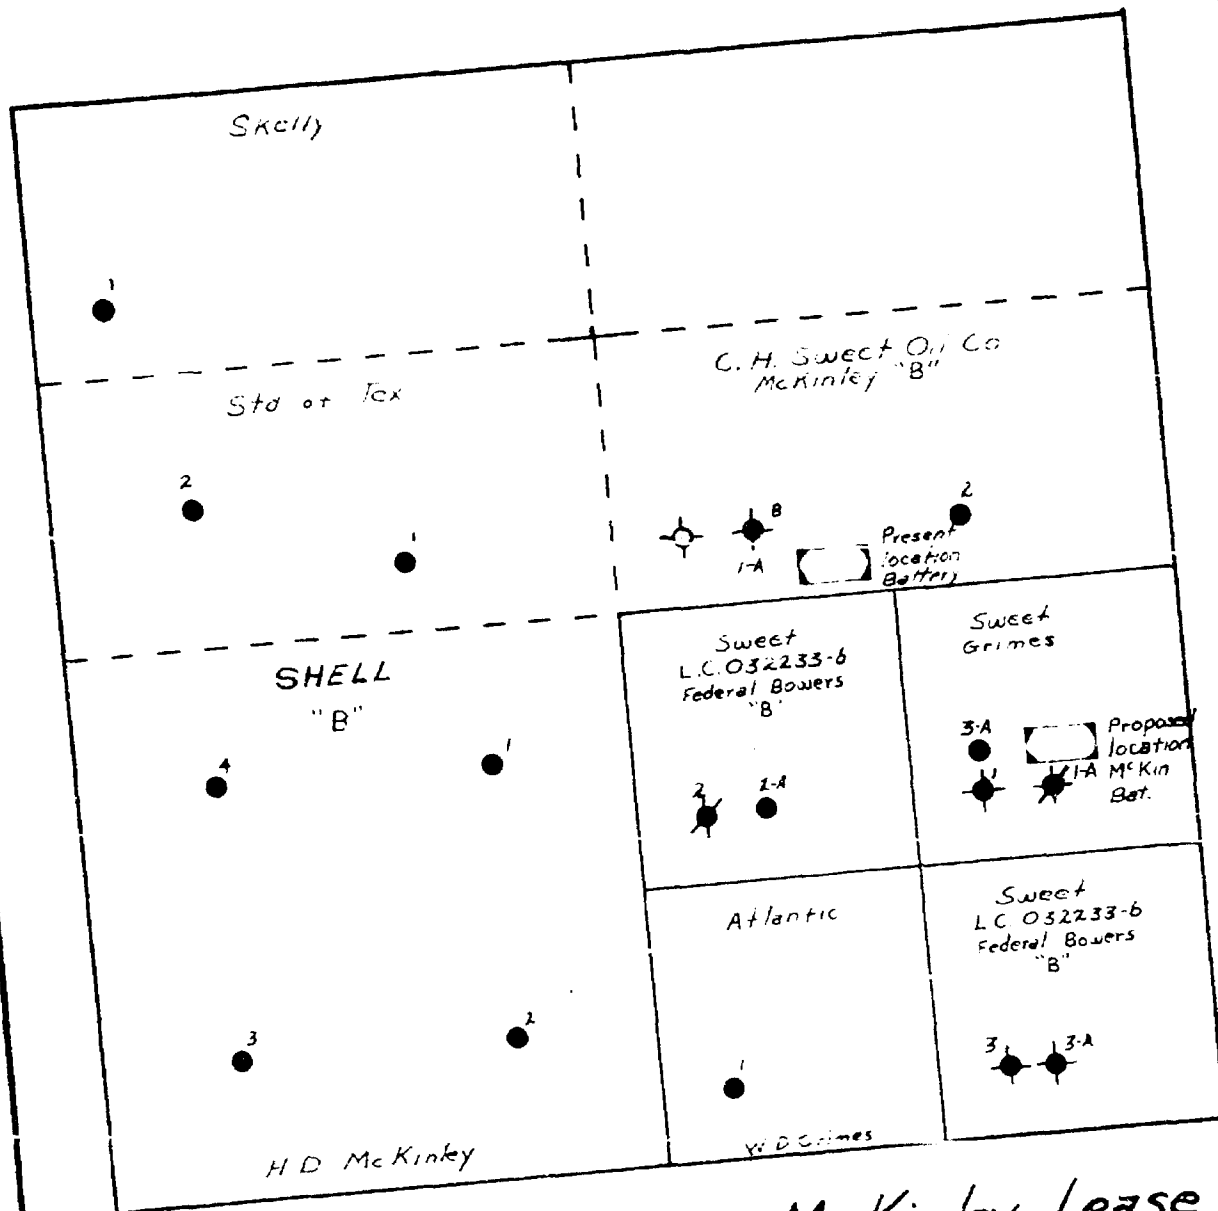 Skelly
1
Std of Tex
2
1
C. H. Sweet Oil Co
McKinley "B"
B
1-A
2
Present
location
Battery
SHELL
"B"
4
1
3
2
H D McKinley
Sweet
L.C. 032233-b
Federal Bowers
"B"
2
2-A
Sweet
Grimes
3-A
1
1-A
Proposed
location
McKin
Bat.
Atlantic
1
W D Grimes
Sweet
L C. 032233-b
Federal Bowers
"B"
3
3-A
McKinley Lease